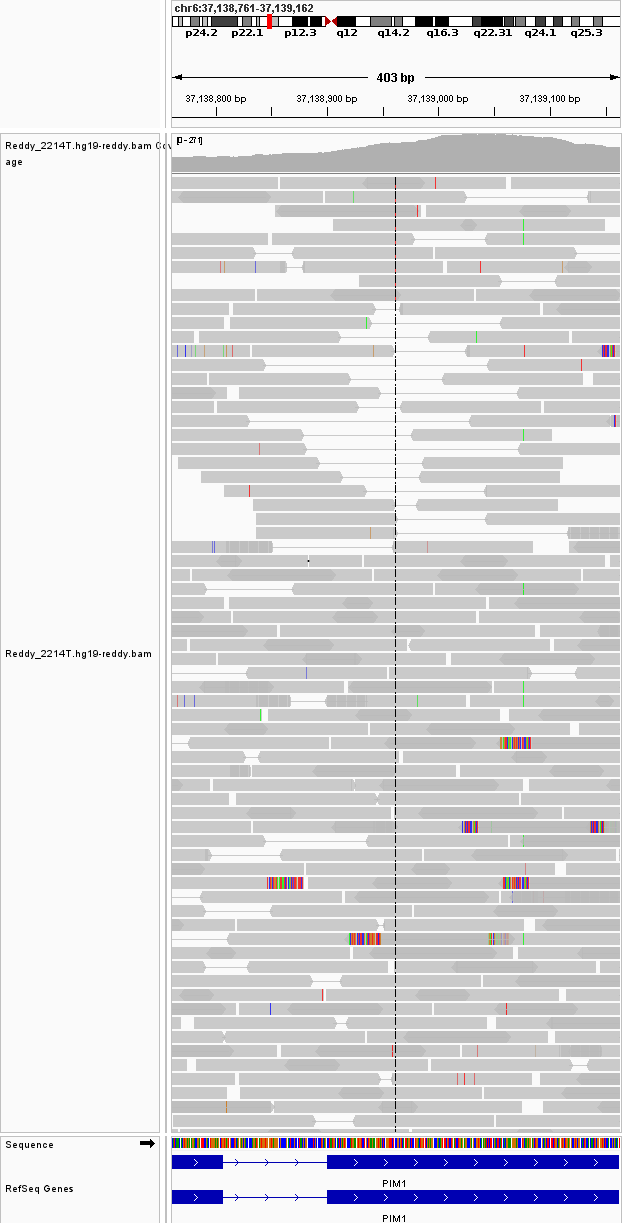 chr6:37,138,761-37,139,162
p24.2 p22.1 p12.3 q12 q14.2 q16.3 q22.31 q24.1 q25.3
403 bp
37,138,800 bp 37,138,900 bp 37,139,000 bp 37,139,100 bp
[0 - 271]
Reddy_2214T.hg19-reddy.bam Cov
age
Reddy_2214T.hg19-reddy.bam
Sequence
PIM1
RefSeq Genes
PIM1